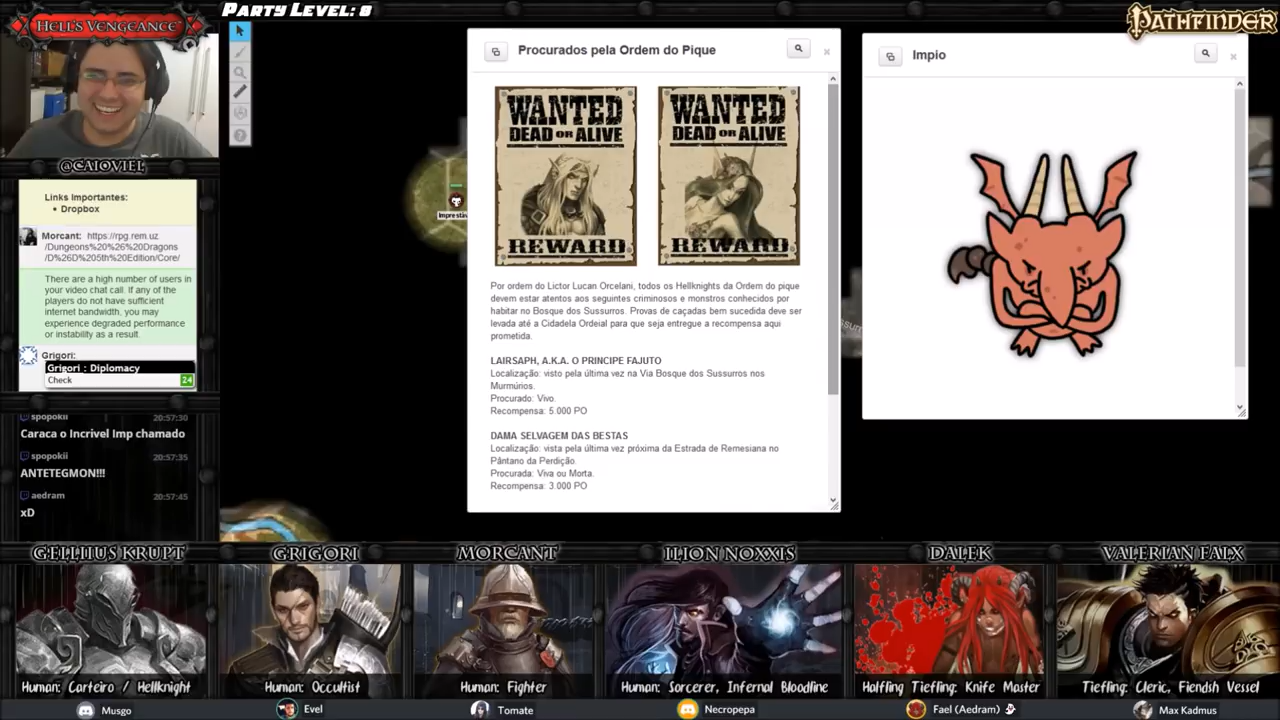 PARTY LEVEL: 8
HELL'S VENGEANCE
PATHFINDER
@CAIOVIEL
Links Importantes:
• Dropbox
Morcant: https://rpg.rem.uz
/Dungeons%20%26%20Dragons
/D%26D%205th%20Edition/Core/
There are a high number of users in
your video chat call. If any of the
players do not have sufficient
internet bandwidth, you may
experience degraded performance
or instability as a result.
Grigori:
Grigori : Diplomacy
Check 24
spopokii 20:57:30
Caraca o Incrivel Imp chamado
spopokii 20:57:35
ANTETEGMON!!!
aedram 20:57:45
xD
Procurados pela Ordem do Pique
WANTED
DEAD OR ALIVE
REWARD
WANTED
DEAD OR ALIVE
REWARD
Por ordem do Lictor Lucan Orcelani, todos os Hellknights da Ordem do pique
devem estar atentos aos seguintes criminosos e monstros conhecidos por
habitar no Bosque dos Sussurros. Provas de caçadas bem sucedida deve ser
levada até a Cidadela Ordeial para que seja entregue a recompensa aqui
prometida.
LAIRSAPH, A.K.A. O PRINCIPE FAJUTO
Localização: visto pela última vez na Via Bosque dos Sussurros nos
Murmúrios.
Procurado: Vivo.
Recompensa: 5.000 PO
DAMA SELVAGEM DAS BESTAS
Localização: vista pela última vez próxima da Estrada de Remesiana no
Pântano da Perdição.
Procurada: Viva ou Morta.
Recompensa: 3.000 PO
Impio
GELLIUS KRUPT
GRIGORI
MORCANT
ILION NOXXIS
DALEK
VALERIAN FALX
Human: Carteiro / Hellknight
Human: Occultist
Human: Fighter
Human: Sorcerer, Infernal Bloodline
Halfling Tiefling: Knife Master
Tiefling: Cleric, Fiendsh Vessel
Musgo
Evel
Tomate
Necropepa
Fael (Aedram)
Max Kadmus